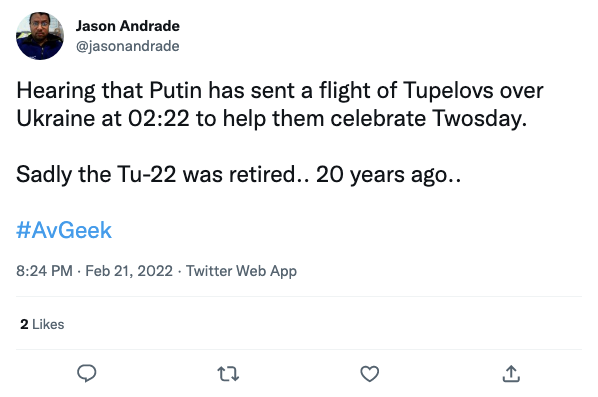 Jason Andrade
@jasonandrade
Hearing that Putin has sent a flight of Tupelovs over
Ukraine at 02:22 to help them celebrate Twosday.
Sadly the Tu-22 was retired.. 20 years ago..
#AvGeek
8:24 PM · Feb 21, 2022 · Twitter Web App
2 Likes